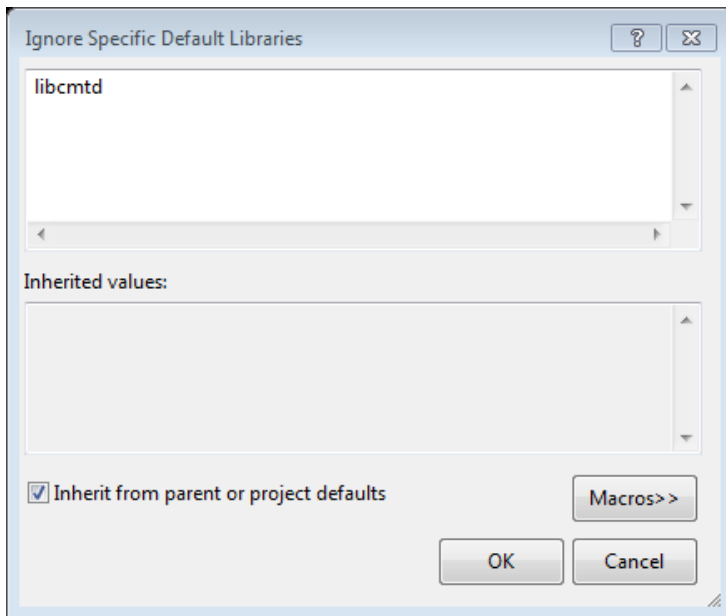 Ignore Specific Default Libraries
libcmtd
Inherited values:
Inherit from parent or project defaults
Macros>>
OK
Cancel